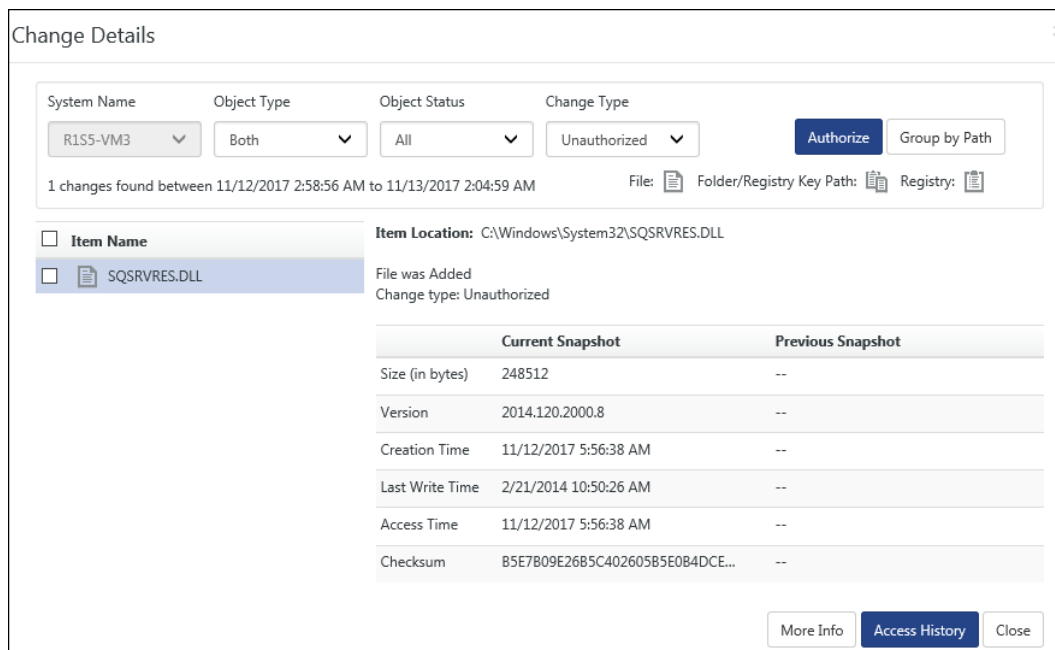 Change Details
System Name Object Type Object Status Change Type
R1S5-VM3 Both All Unauthorized Authorize Group by Path
1 changes found between 11/12/2017 2:58:56 AM to 11/13/2017 2:04:59 AM File: Folder/Registry Key Path: Registry:
Item Name
SQSRVRES.DLL
Item Location: C:\Windows\System32\SQSRVRES.DLL
File was Added
Change type: Unauthorized
Current Snapshot Previous Snapshot
Size (in bytes) 248512 --
Version 2014.120.2000.8 --
Creation Time 11/12/2017 5:56:38 AM --
Last Write Time 2/21/2014 10:50:26 AM --
Access Time 11/12/2017 5:56:38 AM --
Checksum B5E7B09E26B5C402605B5E0B4DCE... --
More Info Access History Close